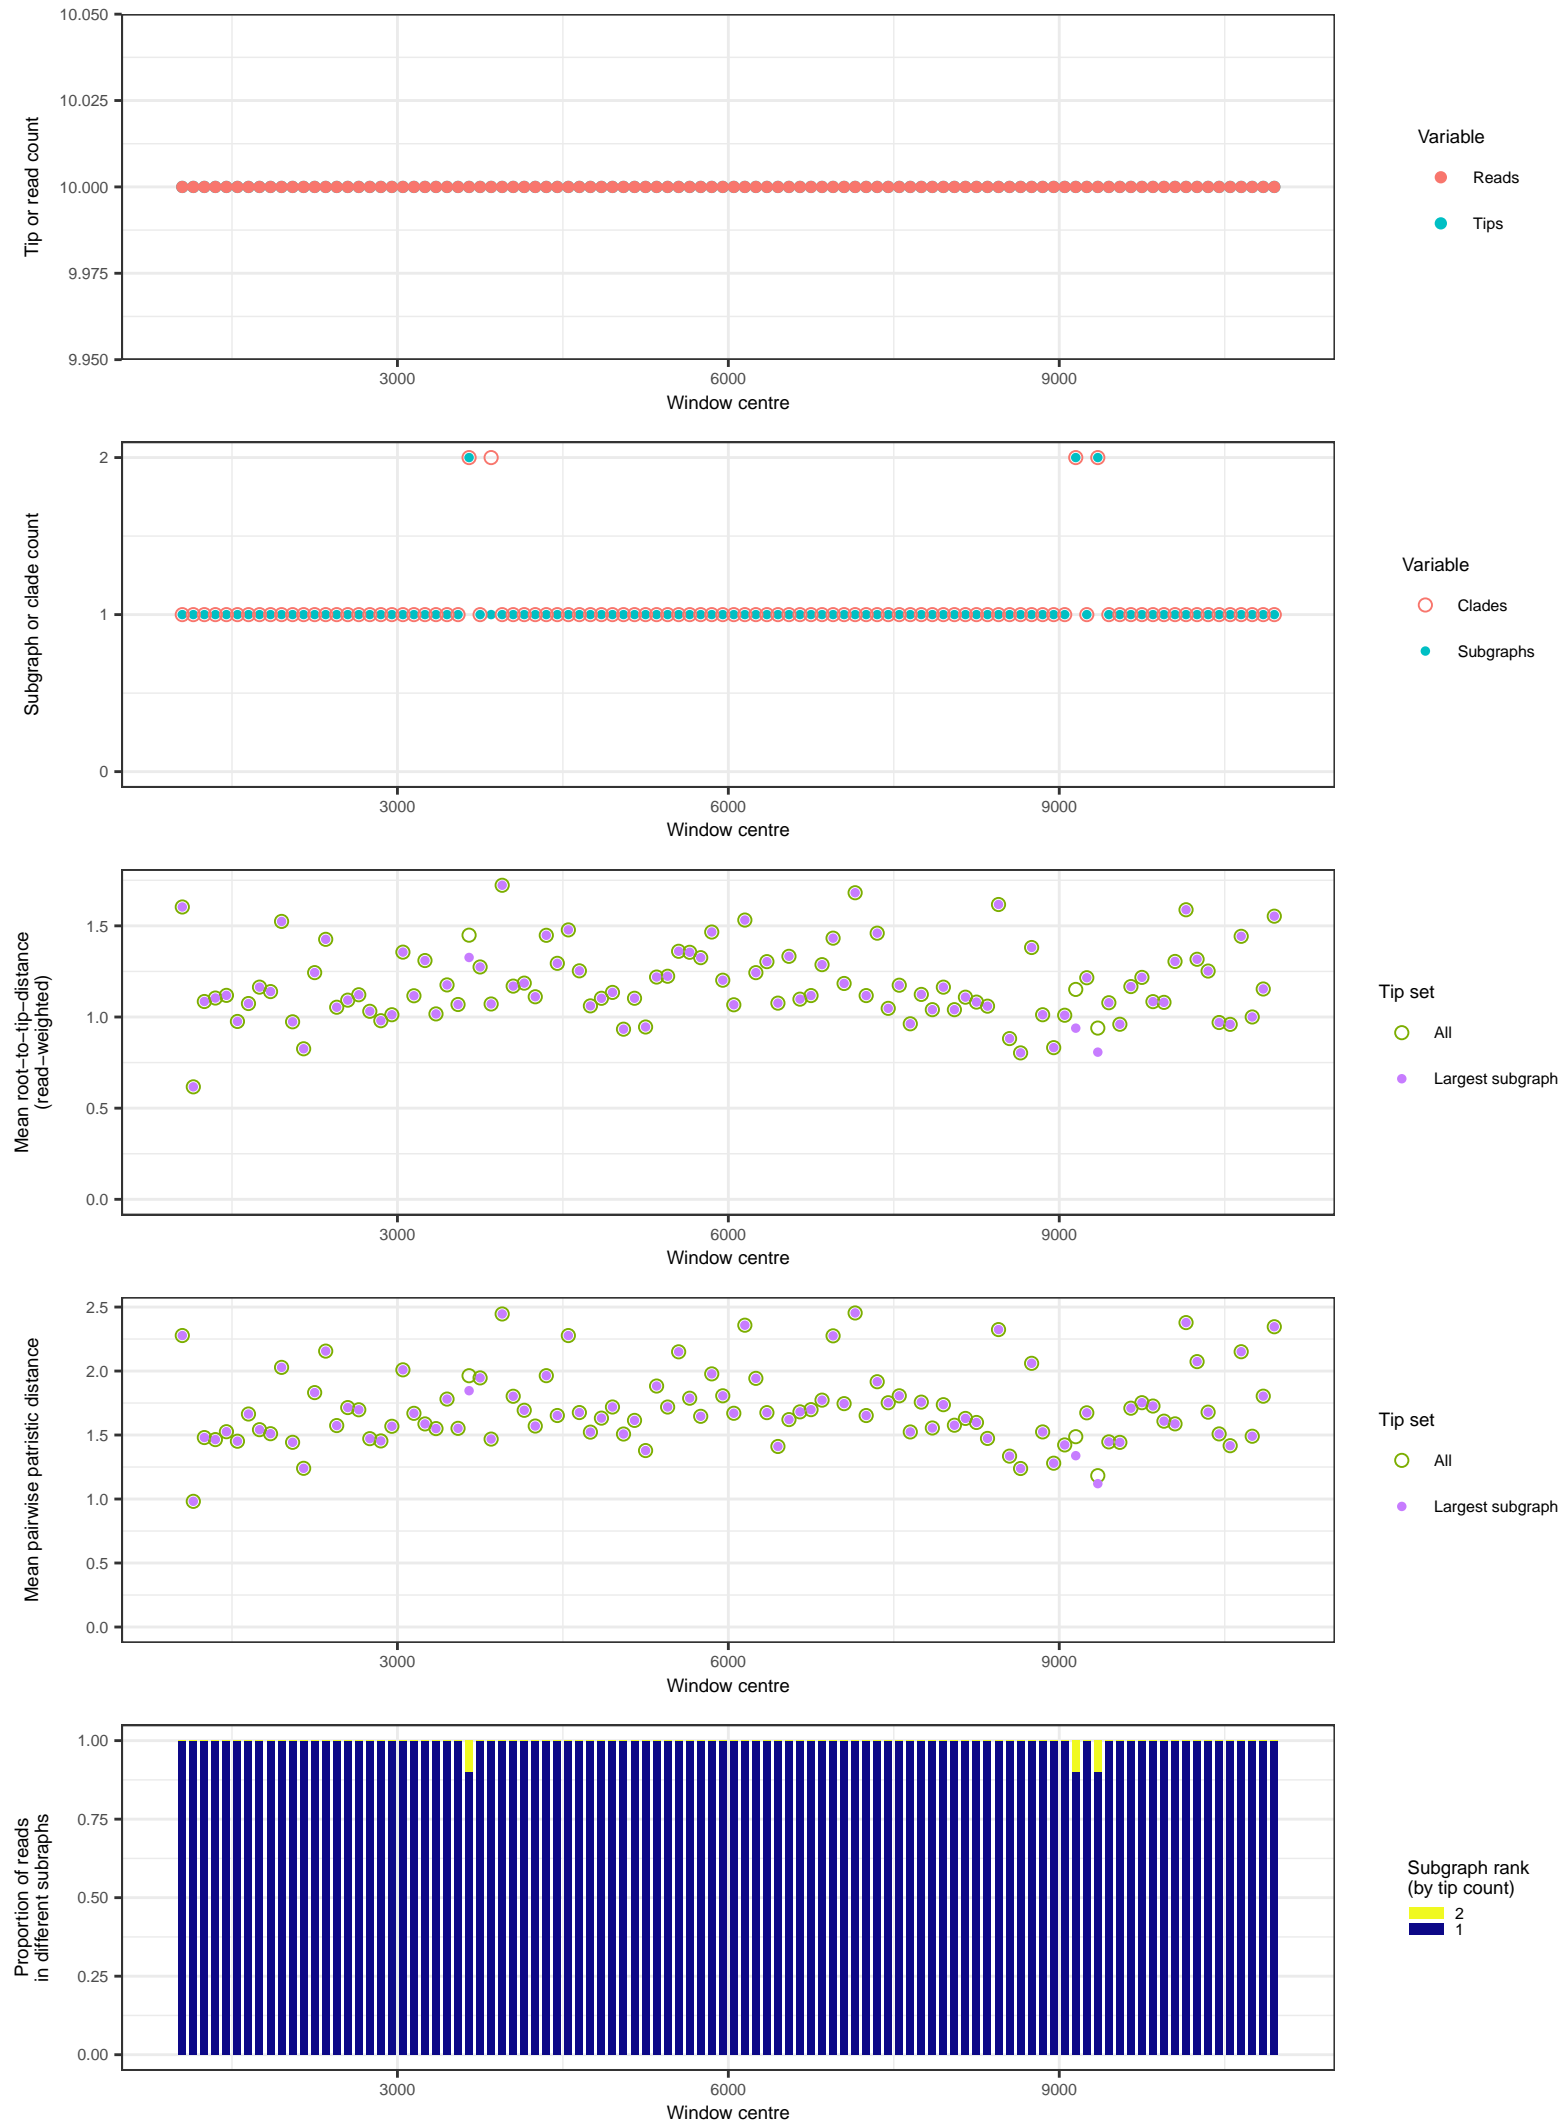 10.050
10.025
10.000
9.975
9.950
Tip or read count
3000
6000
9000
Window centre
Variable
Reads
Tips
2
1
0
Subgraph or clade count
3000
6000
9000
Window centre
Variable
Clades
Subgraphs
1.5
1.0
0.5
0.0
Mean root−to−tip−distance
(read−weighted)
3000
6000
9000
Window centre
Tip set
All
Largest subgraph
2.5
2.0
1.5
1.0
0.5
0.0
Mean pairwise patristic distance
3000
6000
9000
Window centre
Tip set
All
Largest subgraph
1.00
0.75
0.50
0.25
0.00
Proportion of reads
in different subraphs
3000
6000
9000
Window centre
Subgraph rank
(by tip count)
2
1